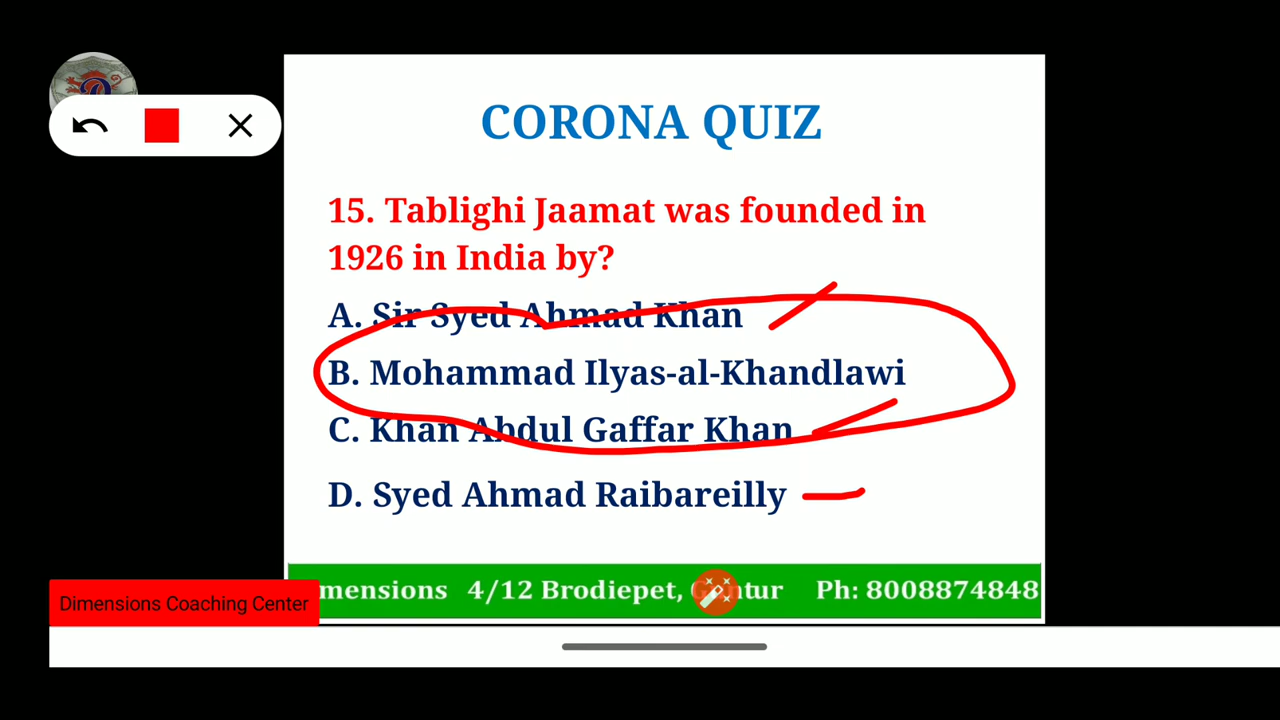 CORONA QUIZ
15. Tablighi Jaamat was founded in
1926 in India by?
A. Sir Syed Ahmad Khan
B. Mohammad Ilyas-al-Khandlawi
C. Khan Abdul Gaffar Khan
D. Syed Ahmad Raibareilly
mensions 4/12 Brodiepet, Ph: 8008874848
Dimensions Coaching Center